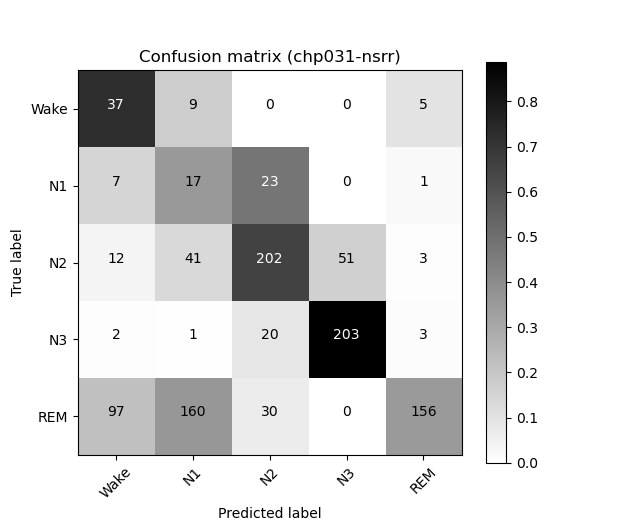 Confusion matrix (chp031-nsrr)
True label
Wake 37 9 0 0 5
N1 7 17 23 0 1
N2 12 41 202 51 3
N3 2 1 20 203 3
REM 97 160 30 0 156
Wake N1 N2 N3 REM
Predicted label
0.8
0.7
0.6
0.5
0.4
0.3
0.2
0.1
0.0